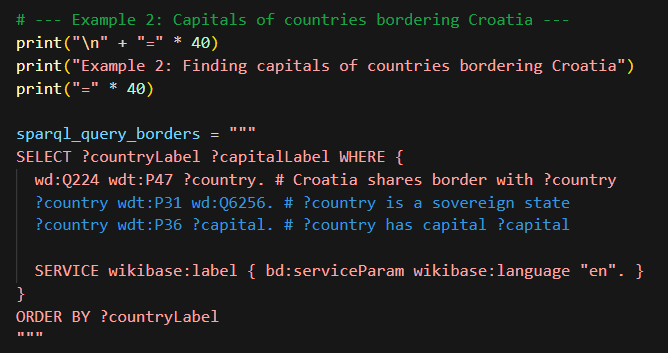 # --- Example 2: Capitals of countries bordering Croatia ---
print("\n" + "=" * 40)
print("Example 2: Finding capitals of countries bordering Croatia")
print("=" * 40)

sparql_query_borders = """
SELECT ?countryLabel ?capitalLabel WHERE {
  wd:Q224 wdt:P47 ?country. # Croatia shares border with ?country
  ?country wdt:P31 wd:Q6256. # ?country is a sovereign state
  ?country wdt:P36 ?capital. # ?country has capital ?capital

  SERVICE wikibase:label { bd:serviceParam wikibase:language "en". }
}
ORDER BY ?countryLabel
"""